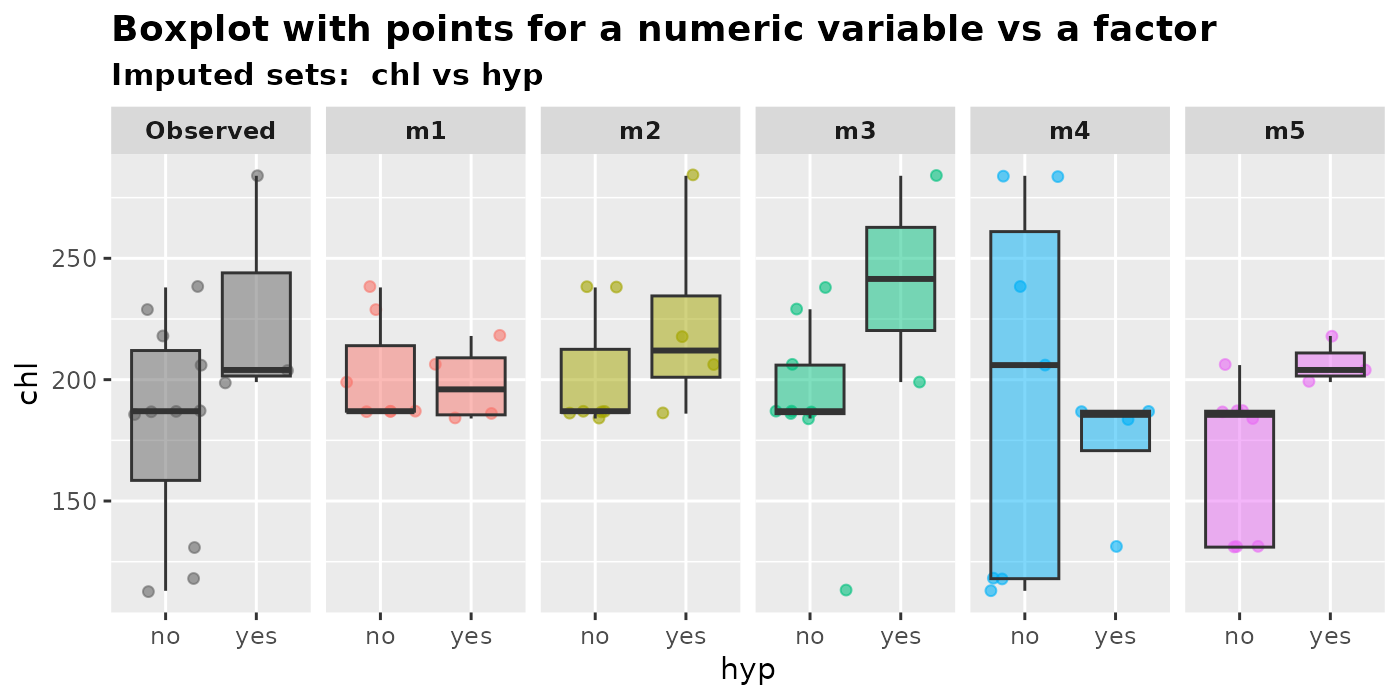 Boxplot with points for a numeric variable vs a factor
Imputed sets:  chl vs hyp
Observed m1 m2 m3 m4 m5
chl
250
200
150
no yes no yes no yes no yes no yes no yes
hyp